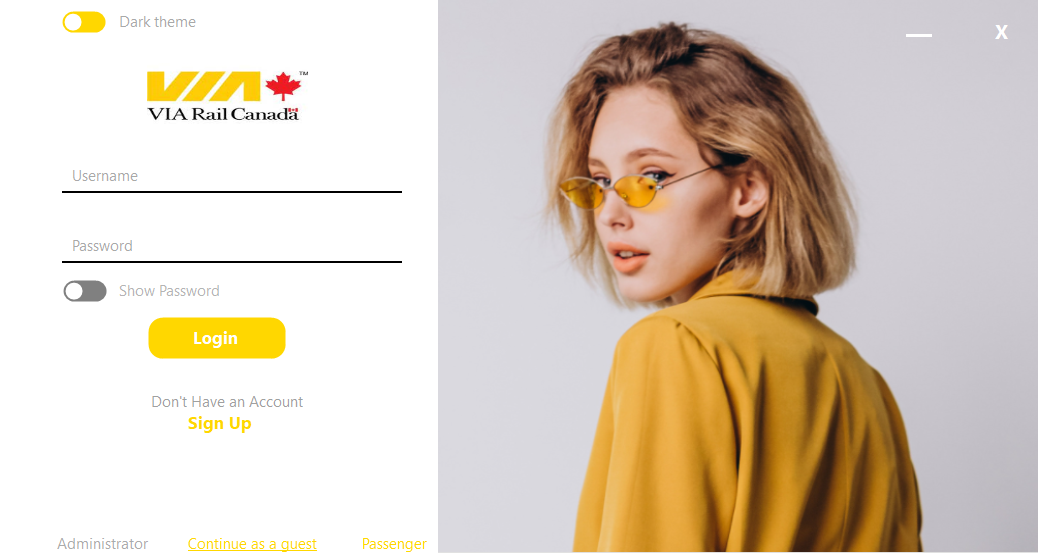 Dark theme
X
VIA
TM
VIA Rail Canada
Username
Password
Show Password
Login
Don't Have an Account
Sign Up
Administrator
Continue as a guest
Passenger